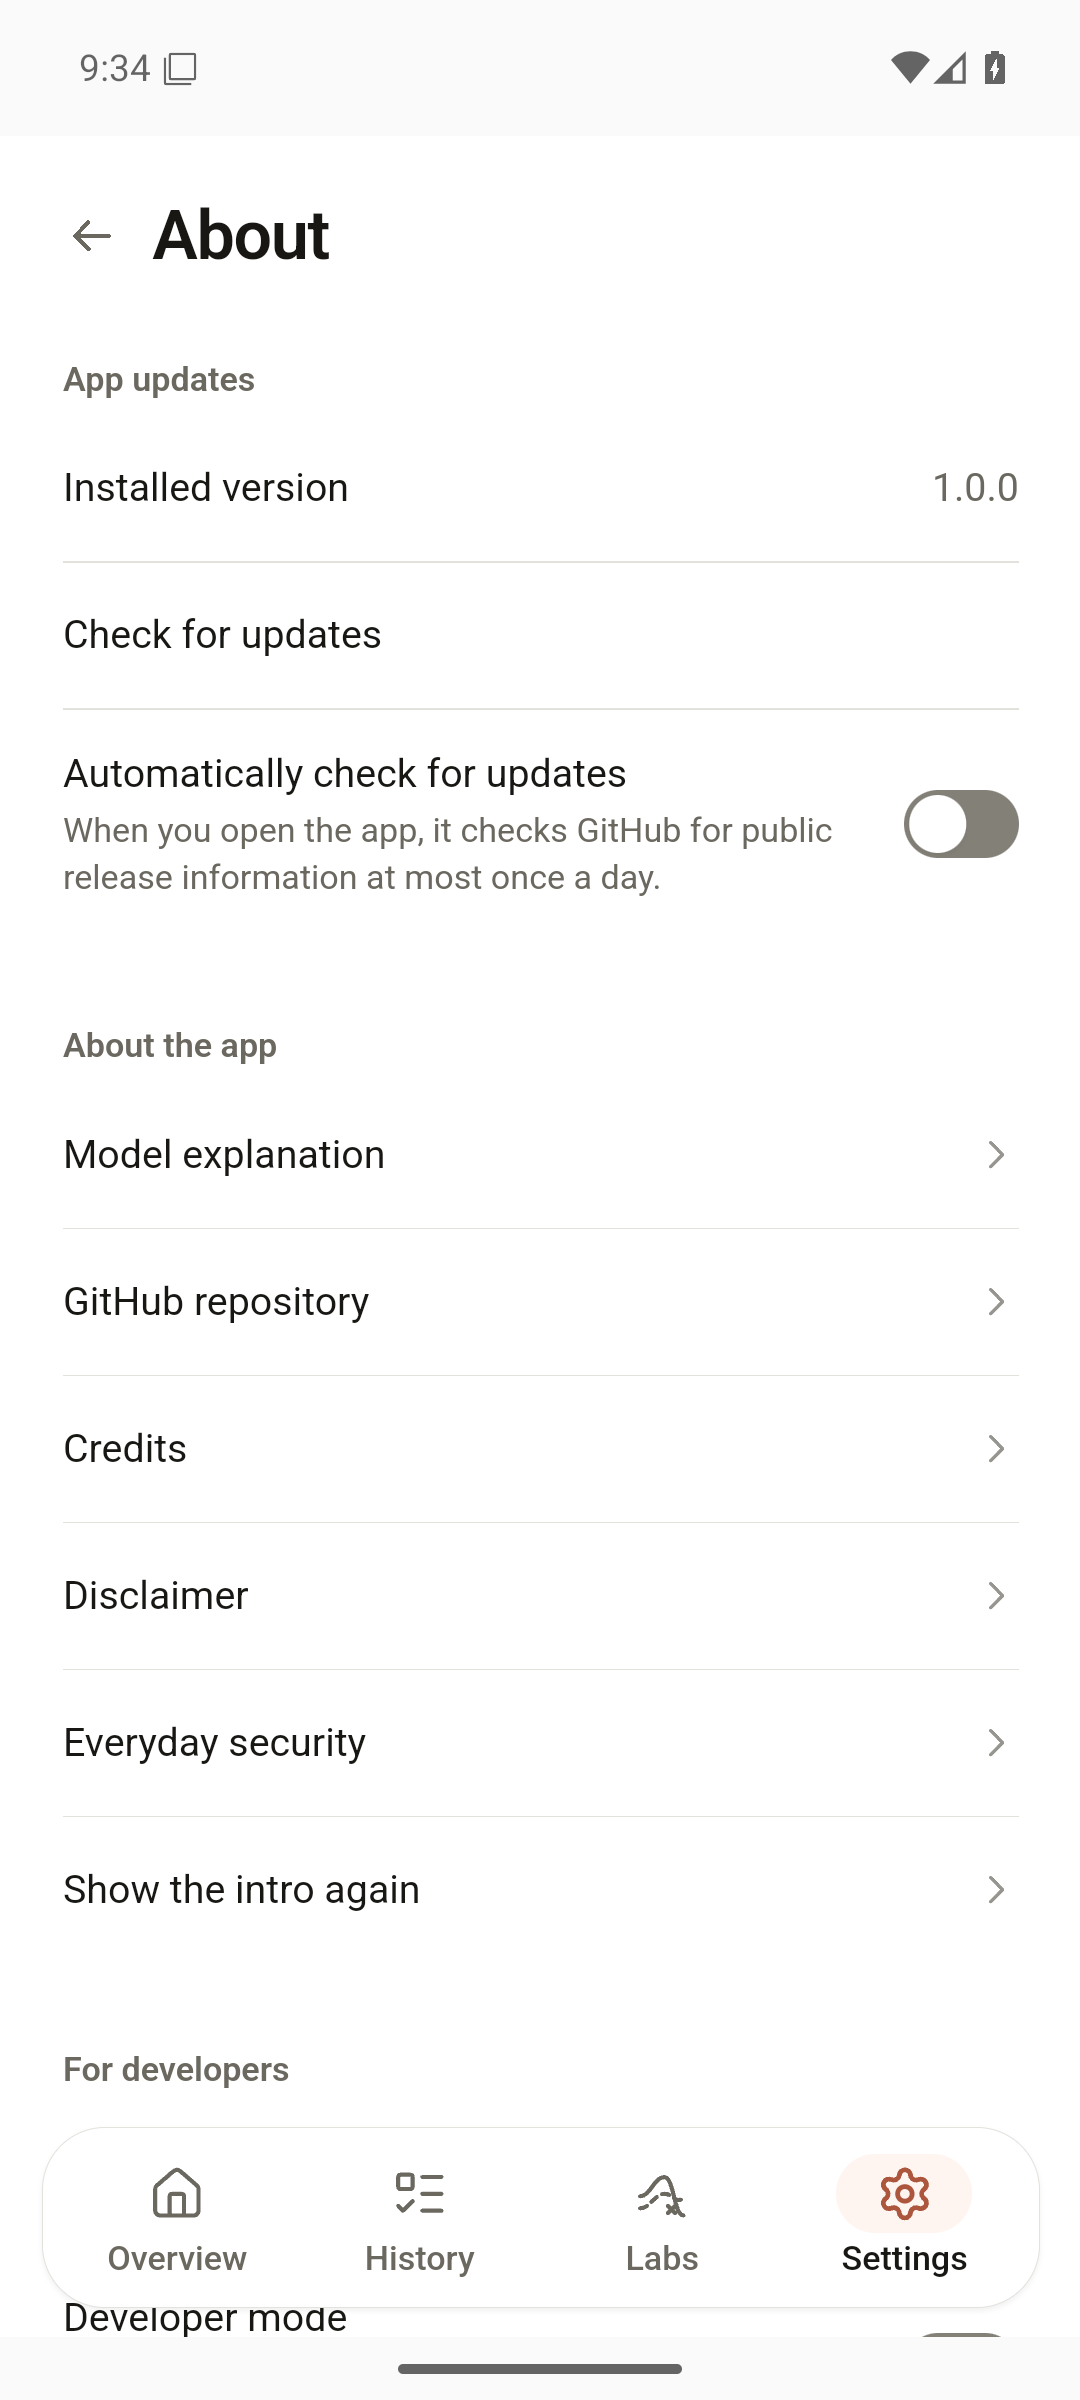 9:34
About
App updates
Installed version
1.0.0
Check for updates
Automatically check for updates
When you open the app, it checks GitHub for public
release information at most once a day.
About the app
Model explanation
GitHub repository
Credits
Disclaimer
Everyday security
Show the intro again
For developers
Overview
History
Labs
Settings
Developer mode